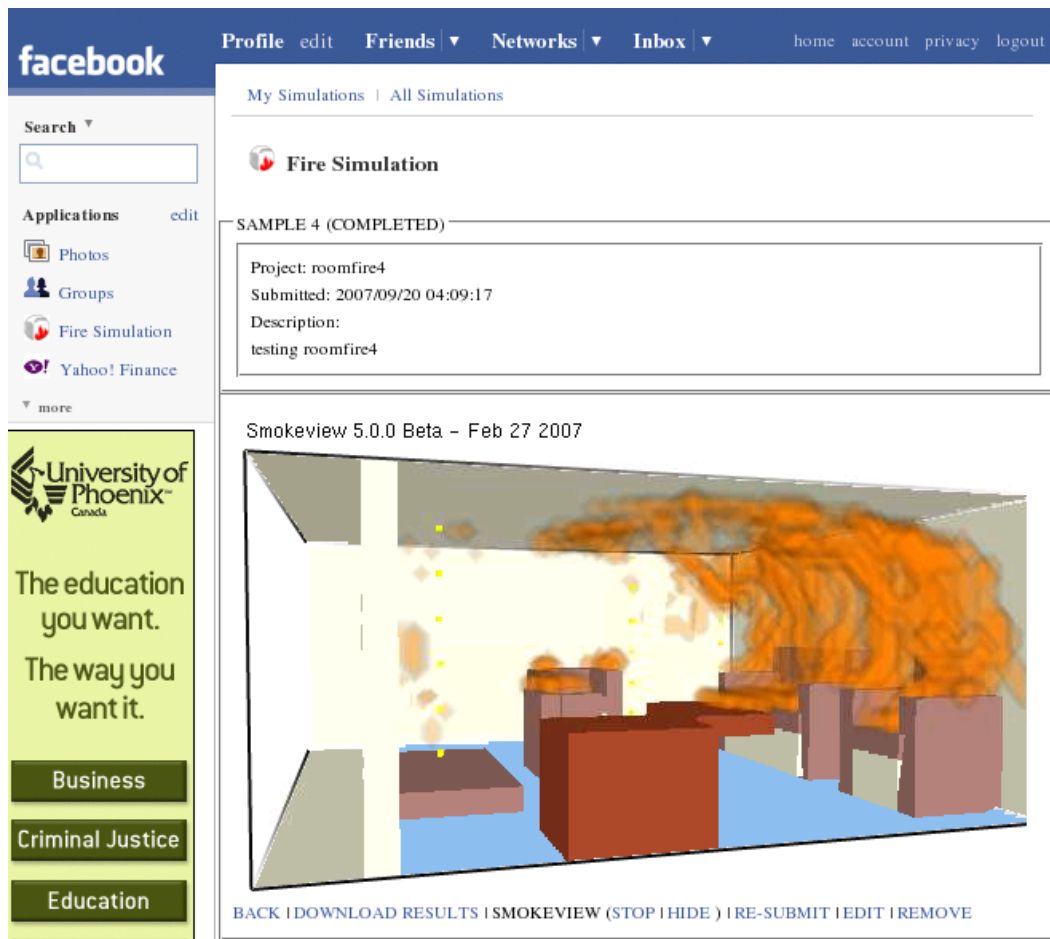 facebook
Profile edit Friends ▼ Networks ▼ Inbox ▼ home account privacy logout
My Simulations | All Simulations
Search ▼
Fire Simulation
Applications edit
Photos
Groups
Fire Simulation
Yahoo! Finance
▼ more
SAMPLE 4 (COMPLETED)
Project: roomfire4
Submitted: 2007/09/20 04:09:17
Description:
testing roomfire4
Smokeview 5.0.0 Beta – Feb 27 2007
University of
Phoenix™
Canada
The education
you want.
The way you
want it.
Business
Criminal Justice
Education
BACK | DOWNLOAD RESULTS | SMOKEVIEW (STOP | HIDE ) | RE-SUBMIT | EDIT | REMOVE